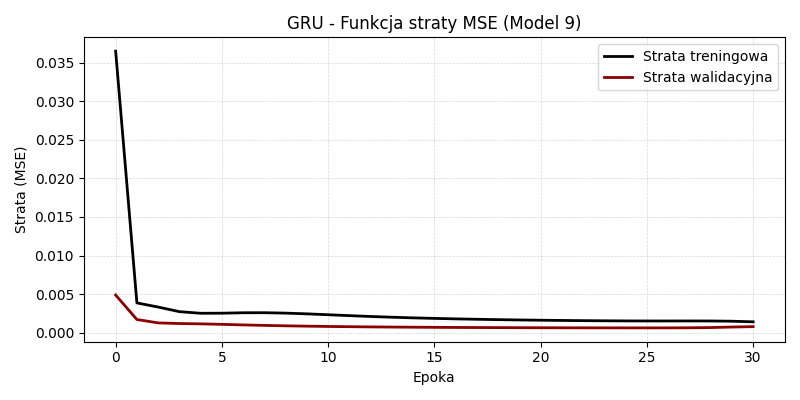 GRU - Funkcja straty MSE (Model 9)
Strata treningowa
Strata walidacyjna
Strata (MSE)
0.035
0.030
0.025
0.020
0.015
0.010
0.005
0.000
0 5 10 15 20 25 30
Epoka